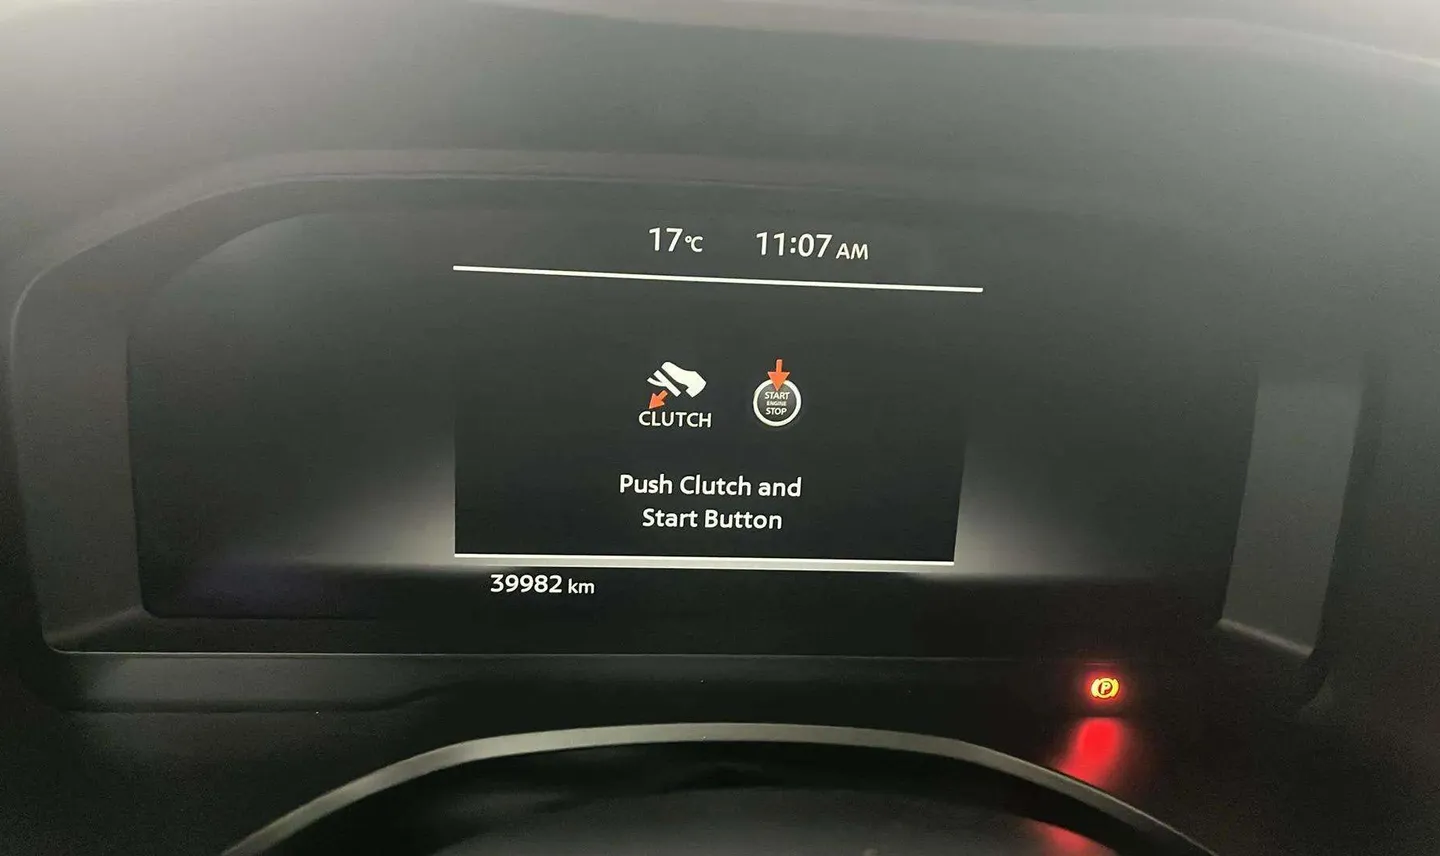 17°C 11:07 AM
START
ENGINE
STOP
CLUTCH
Push Clutch and
Start Button
39982 km
P